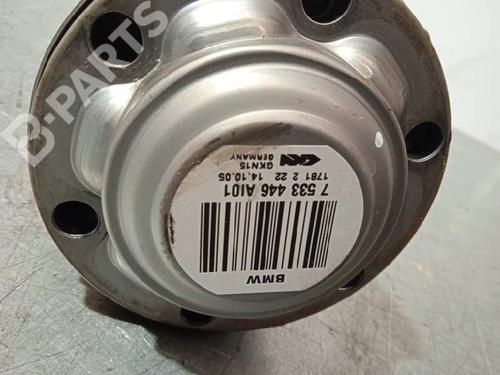 GKN
GKN15
GERMANY
1781 2 22 14.10.05
7 533 446 AI01
BMW
B-PARTS